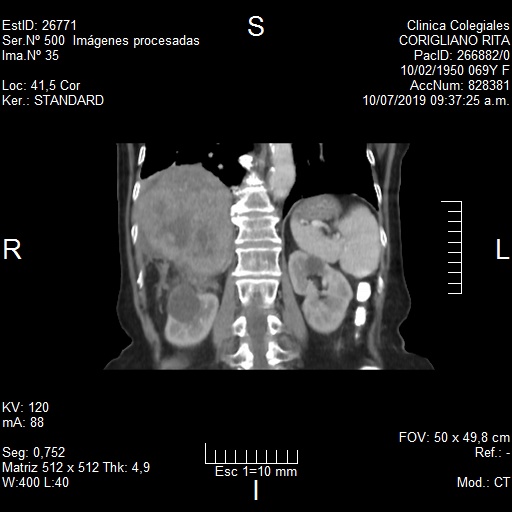 EstID: 26771
Ser.Nº 500 Imágenes procesadas
Ima.Nº 35
Loc: 41,5 Cor
Ker.: STANDARD
S
Clinica Colegiales
CORIGLIANO RITA
PacID: 266882/0
10/02/1950 069Y F
AccNum: 828381
10/07/2019 09:37:25 a.m.
R
L
KV: 120
mA: 88
Seg: 0,752
Matriz 512 x 512 Thk: 4,9
W:400 L:40
Esc 1=10 mm
I
FOV: 50 x 49,8 cm
Ref.: -
Mod.: CT